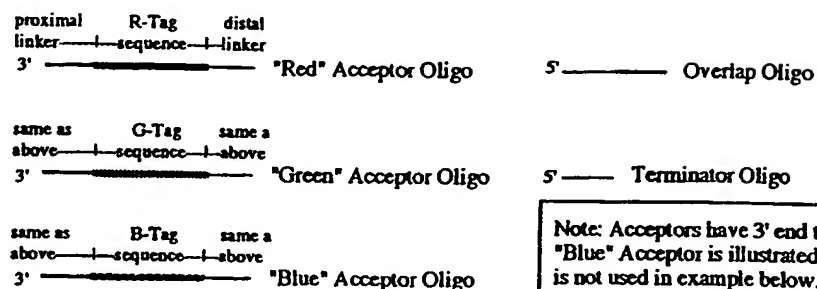 proximal R-Tag distal
linker sequence linker
3' "Red" Acceptor Oligo
5' Overlap Oligo
same as G-Tag same a
above sequence above
3' "Green" Acceptor Oligo
5' Terminator Oligo
same as B-Tag same a
above sequence above
3' "Blue" Acceptor Oligo
Note: Acceptors have 3' end t
"Blue" Acceptor is illustrated
is not used in example below.